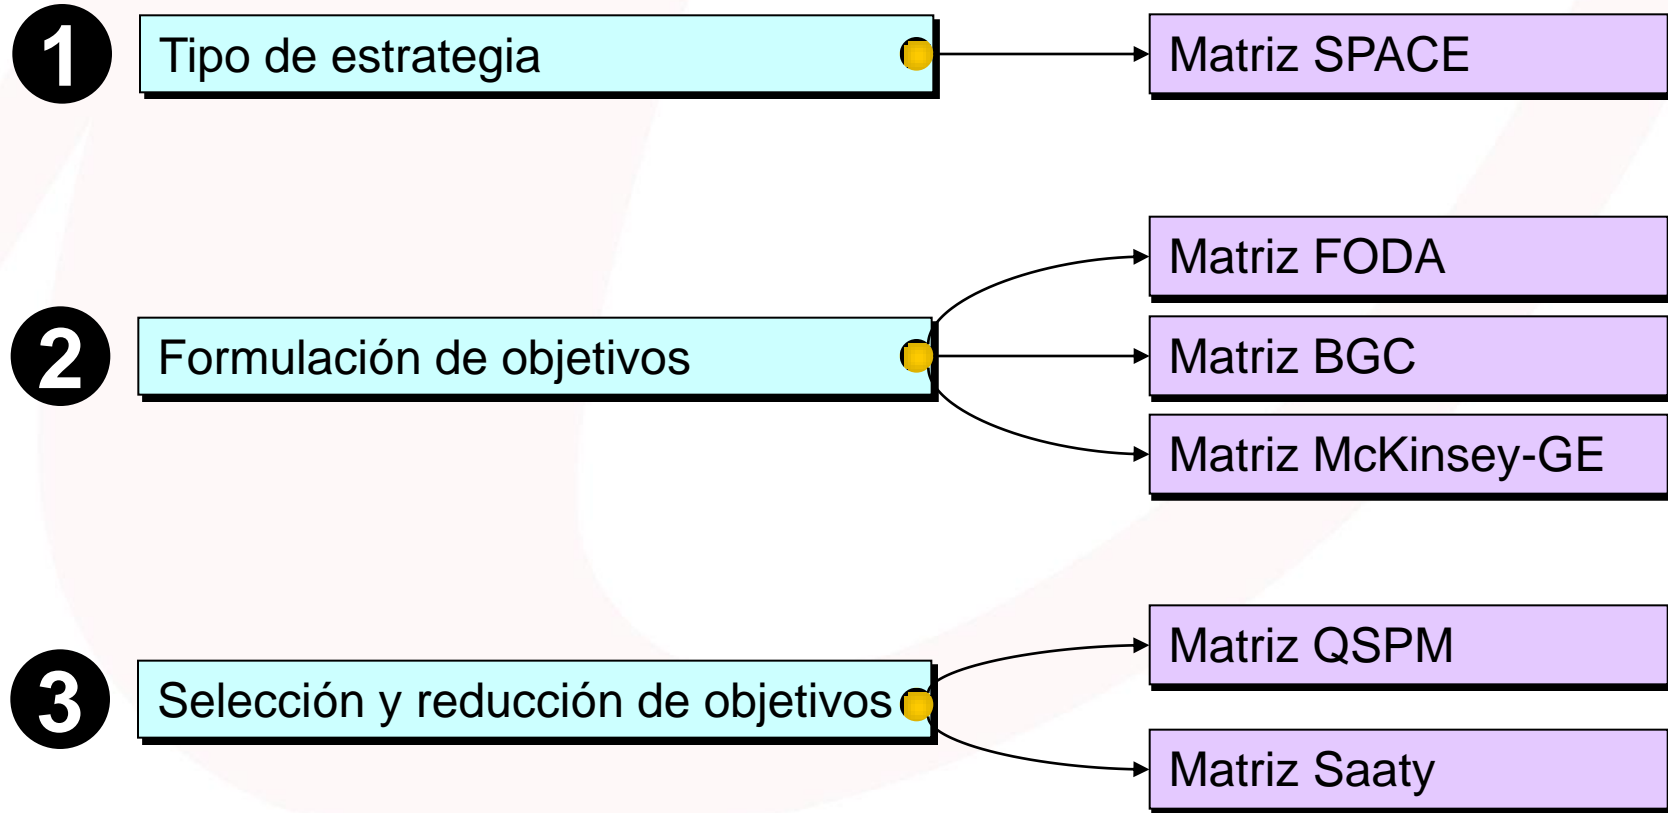 1
Tipo de estrategia
Matriz SPACE
2
Formulación de objetivos
Matriz FODA
Matriz BGC
Matriz McKinsey-GE
3
Selección y reducción de objetivos
Matriz QSPM
Matriz Saaty